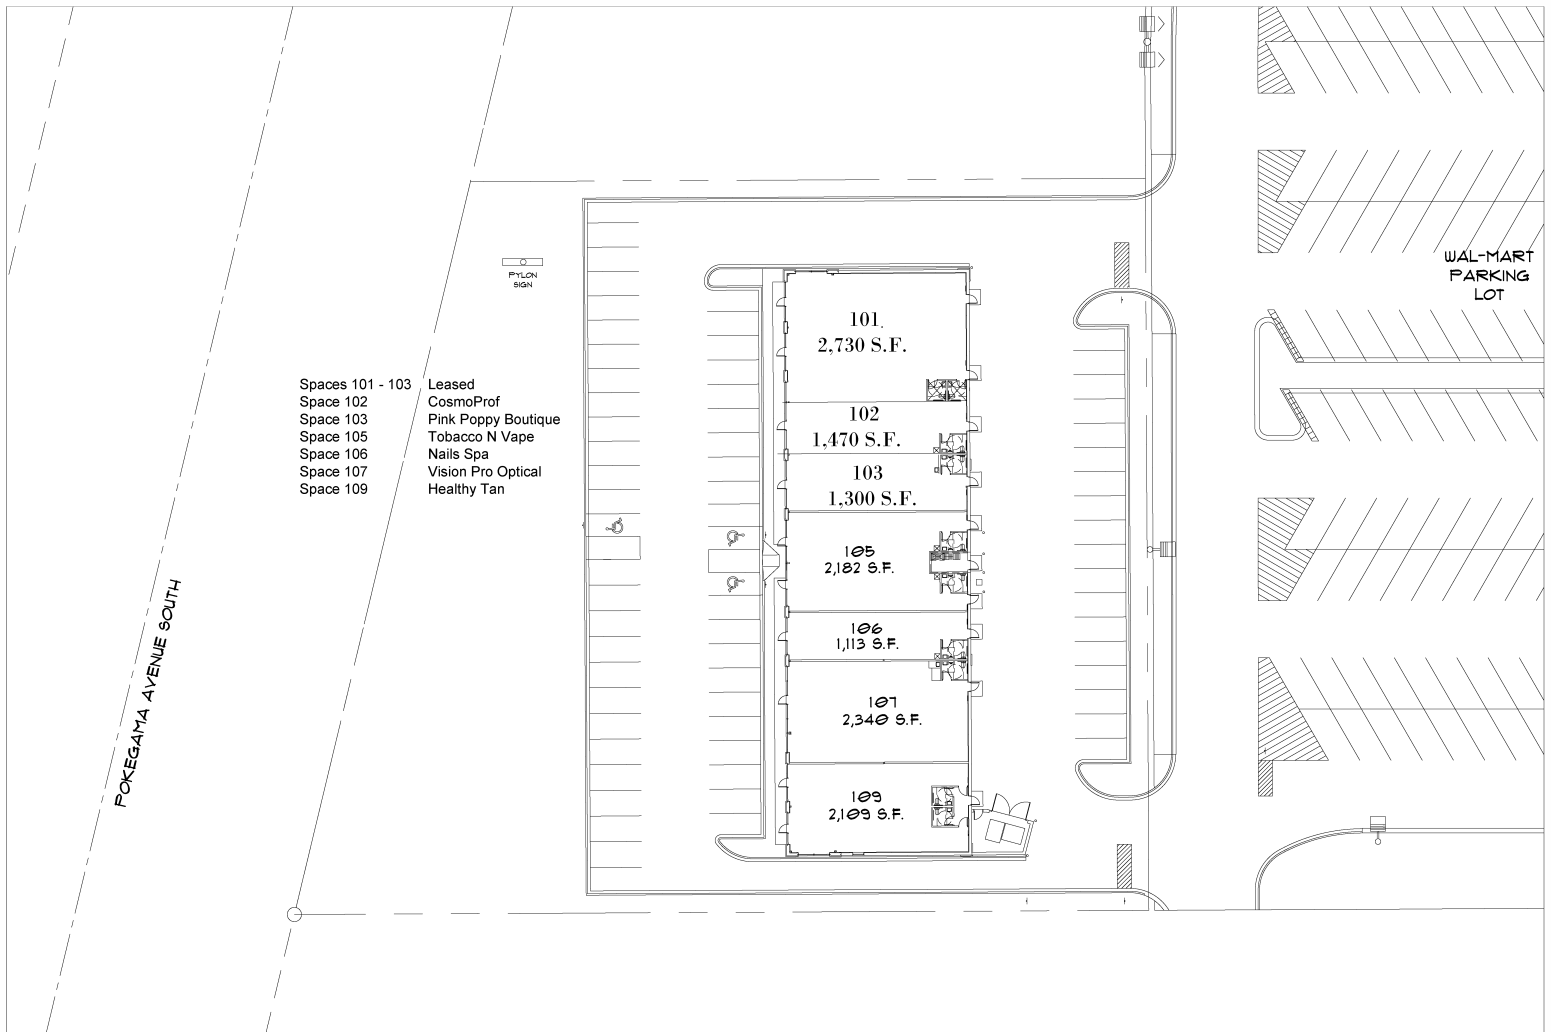 WAL-MART
PARKING
LOT
PYLON
SIGN
101.
2,730 S.F.
Spaces 101 - 103 Leased
Space 102 CosmoProf
Space 103 Pink Poppy Boutique
Space 105 Tobacco N Vape
Space 106 Nails Spa
Space 107 Vision Pro Optical
Space 109 Healthy Tan
102
1,470 S.F.
103
1,300 S.F.
105
2,182 S.F.
106
1,113 S.F.
107
2,340 S.F.
109
2,109 S.F.
POKEGAMA AVENUE SOUTH